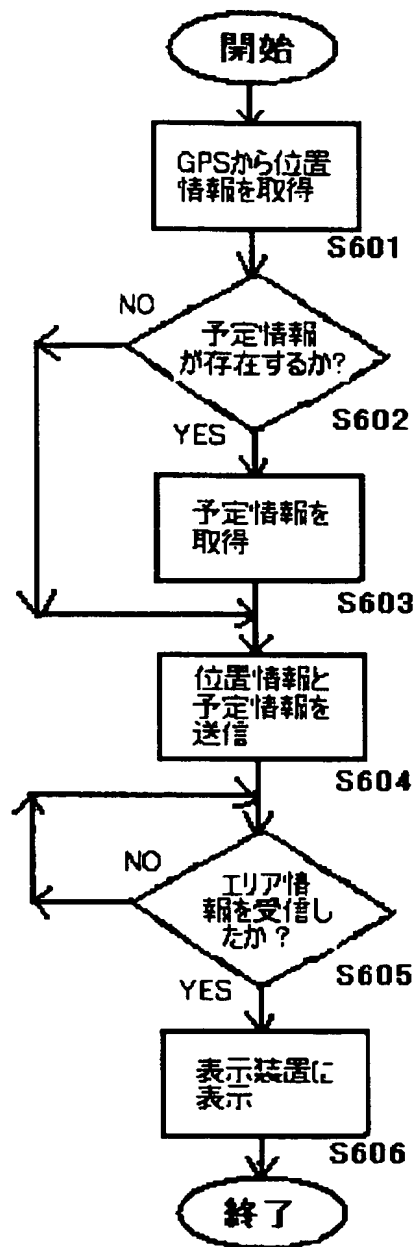 開始
GPSから位置
情報を取得
S601
NO
予定情報
が存在するか?
S602
YES
予定情報を
取得
S603
位置情報と
予定情報を
送信
S604
NO
エリア情
報を受信し
たか?
S605
YES
表示装置に
表示
S606
終了